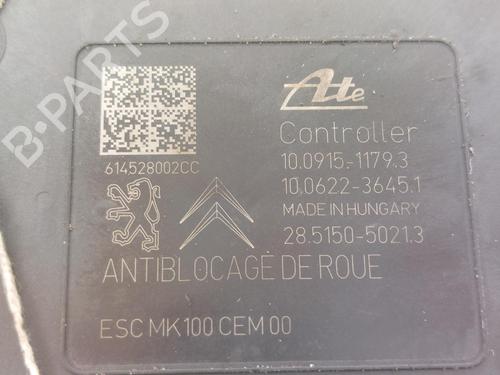 Ate
Controller
614528002CC
10.0915-1179.3
10.0622-3645.1
MADE IN HUNGARY
28.5150-5021.3
ANTIBLOCAGE DE ROUE
ESC MK100 CEM 00
B-PARTS